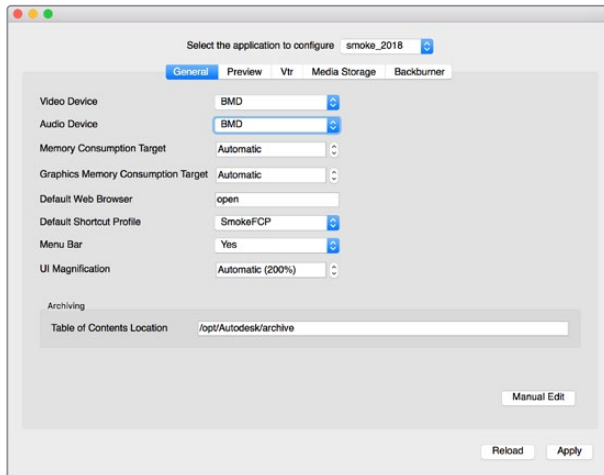 Select the application to configure smoke_2018
General Preview Vtr Media Storage Backburner
Video Device BMD
Audio Device BMD
Memory Consumption Target Automatic
Graphics Memory Consumption Target Automatic
Default Web Browser open
Default Shortcut Profile SmokeFCP
Menu Bar Yes
UI Magnification Automatic (200%)
Archiving
Table of Contents Location /opt/Autodesk/archive
Manual Edit
Reload Apply